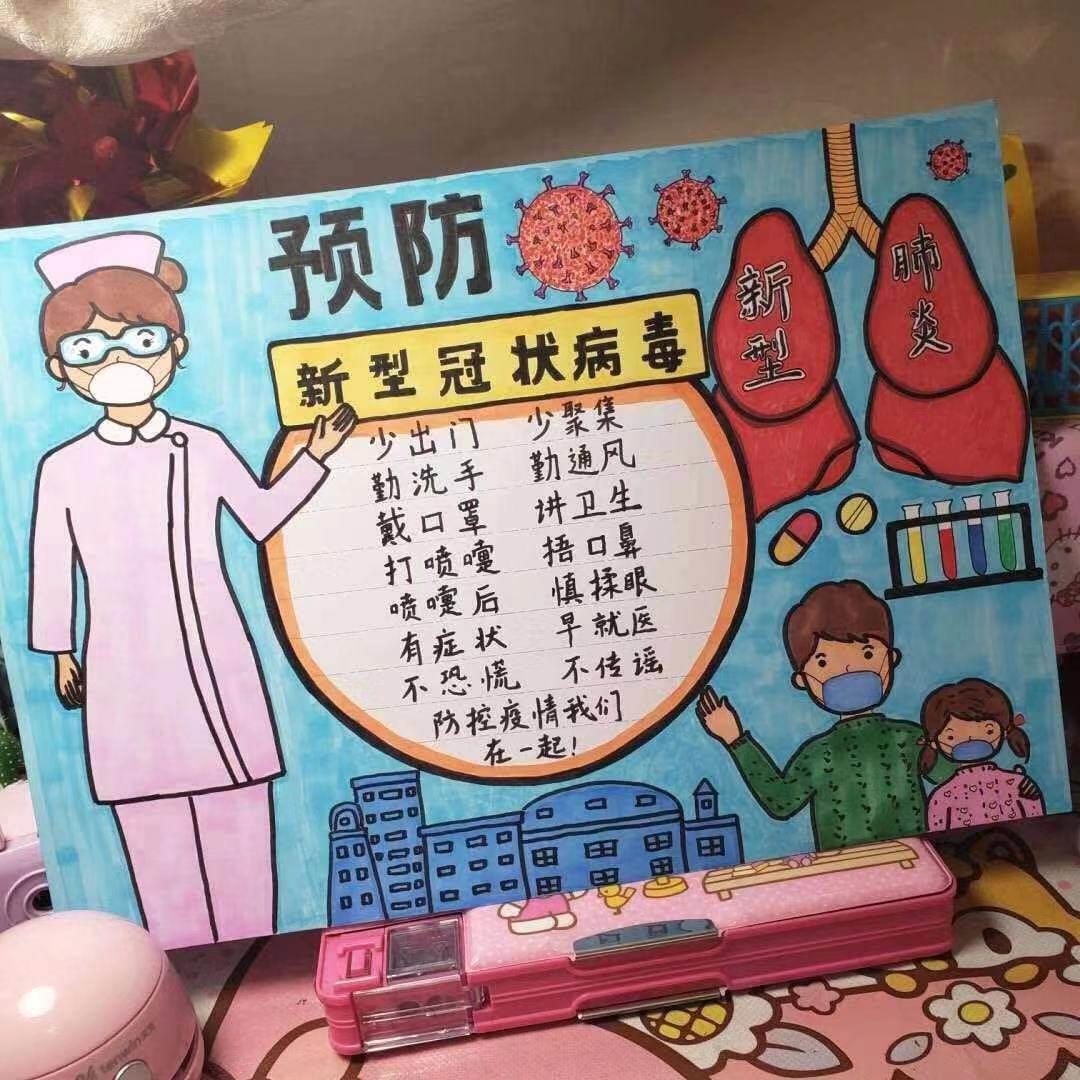 预防
新型冠状病毒
新型
肺炎
少出门 少聚集
勤洗手 勤通风
戴口罩 讲卫生
打喷嚏 捂口鼻
喷嚏后 慎揉眼
有症状 早就医
不恐慌 不传谣
防控疫情我们
在一起!